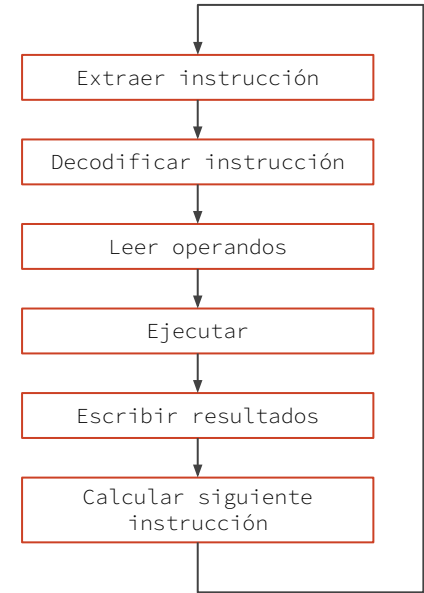 Extraer instrucción
Decodificar instrucción
Leer operandos
Ejecutar
Escribir resultados
Calcular siguiente
instrucción